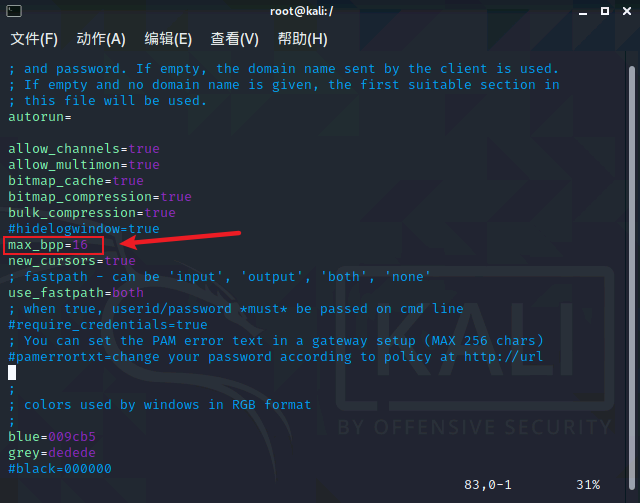 root@kali:/
文件(F) 动作(A) 编辑(E) 查看(V) 帮助(H)
; and password. If empty, the domain name sent by the client is used.
; If empty and no domain name is given, the first suitable section in
; this file will be used.
autorun=
allow_channels=true
allow_multimon=true
bitmap_cache=true
bitmap_compression=true
bulk_compression=true
#hidelogwindow=true
max_bpp=16
new_cursors=true
; fastpath - can be 'input', 'output', 'both', 'none'
use_fastpath=both
; when true, userid/password *must* be passed on cmd line
#require_credentials=true
; You can set the PAM error text in a gateway setup (MAX 256 chars)
#pamerrortxt=change your password according to policy at http://url
;
; colors used by windows in RGB format
;
blue=009cb5
grey=dedede
#black=000000
83,0-1 31%
KALI
BY OFFENSIVE SECURITY